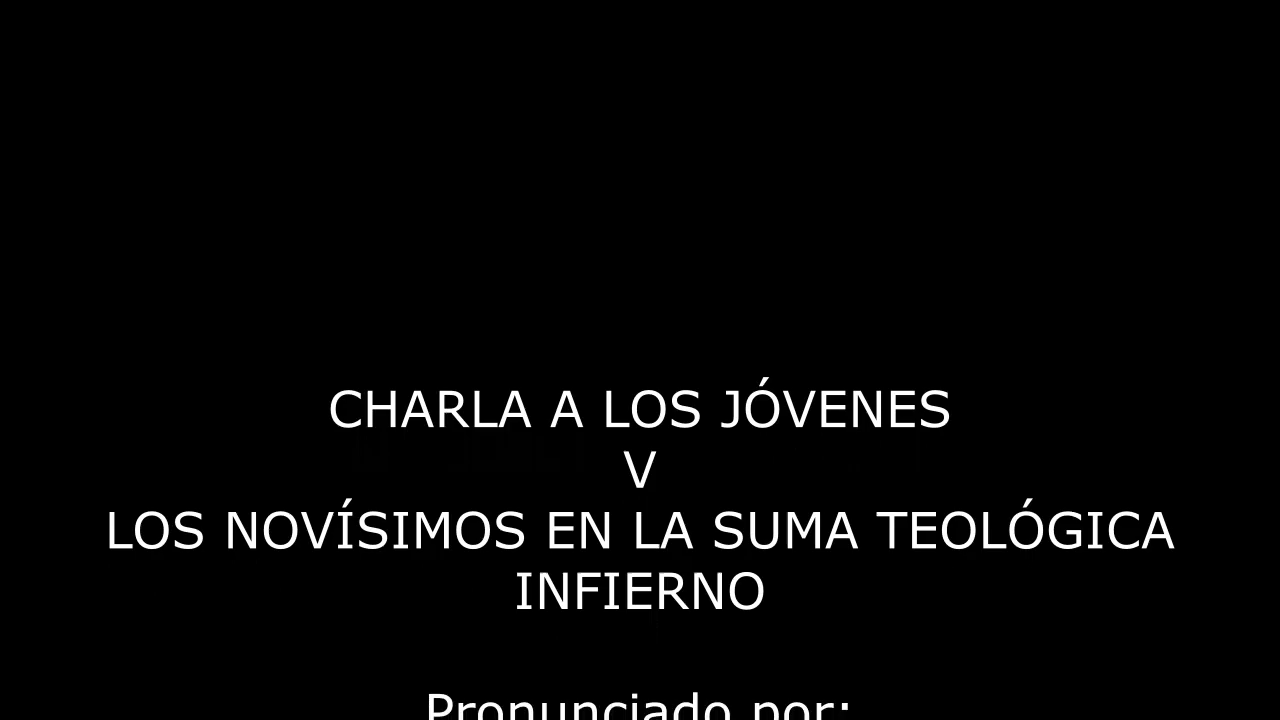 CHARLA A LOS JÓVENES
V
LOS NOVÍSIMOS EN LA SUMA TEOLÓGICA
INFIERNO
Pronunciado por: